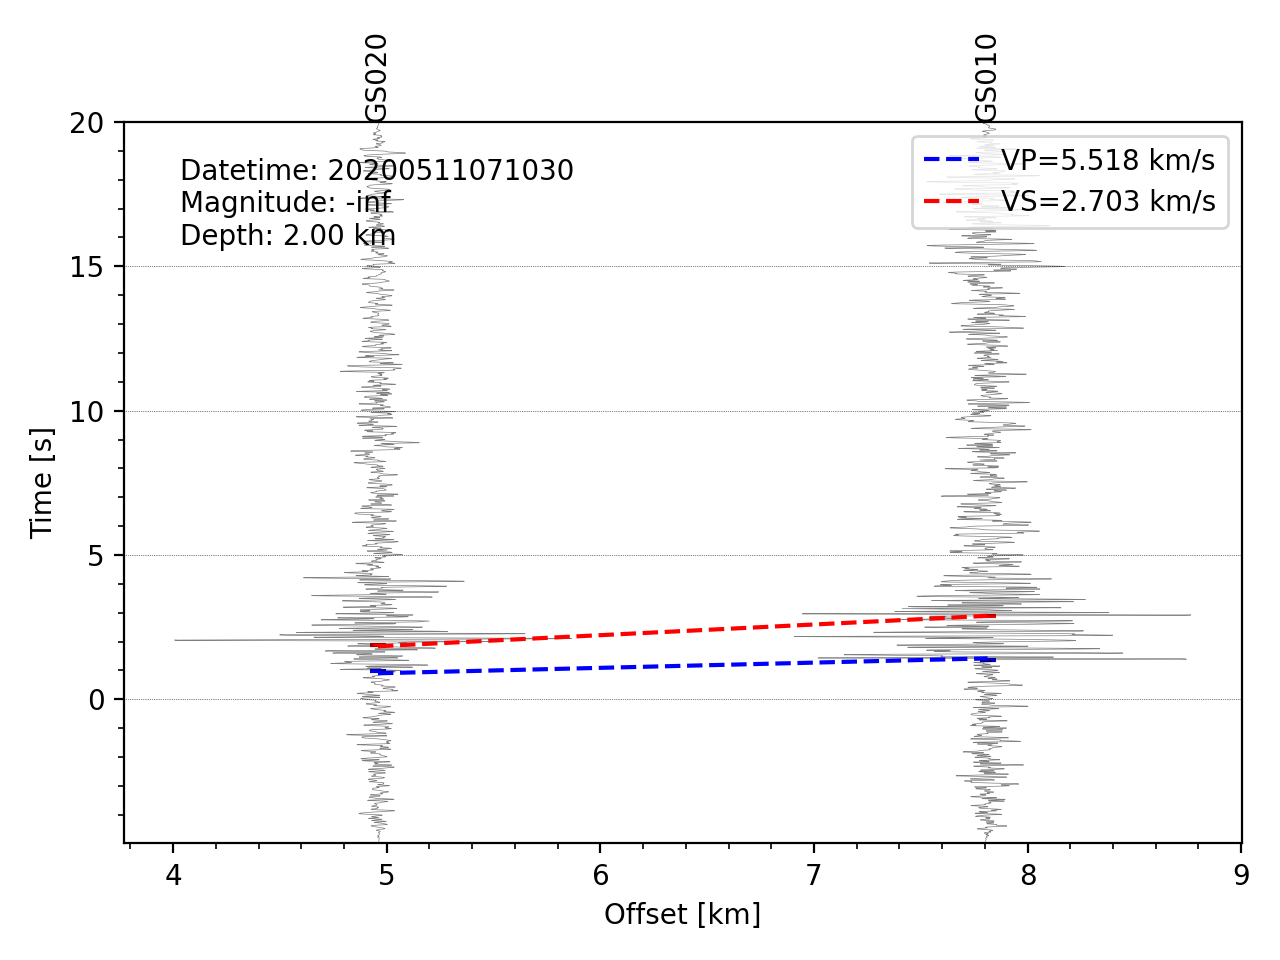 GS020
GS010
Datetime: 20200511071030
Magnitude: -inf
Depth: 2.00 km
VP=5.518 km/s
VS=2.703 km/s
20
15
10
5
0
Time [s]
4 5 6 7 8 9
Offset [km]